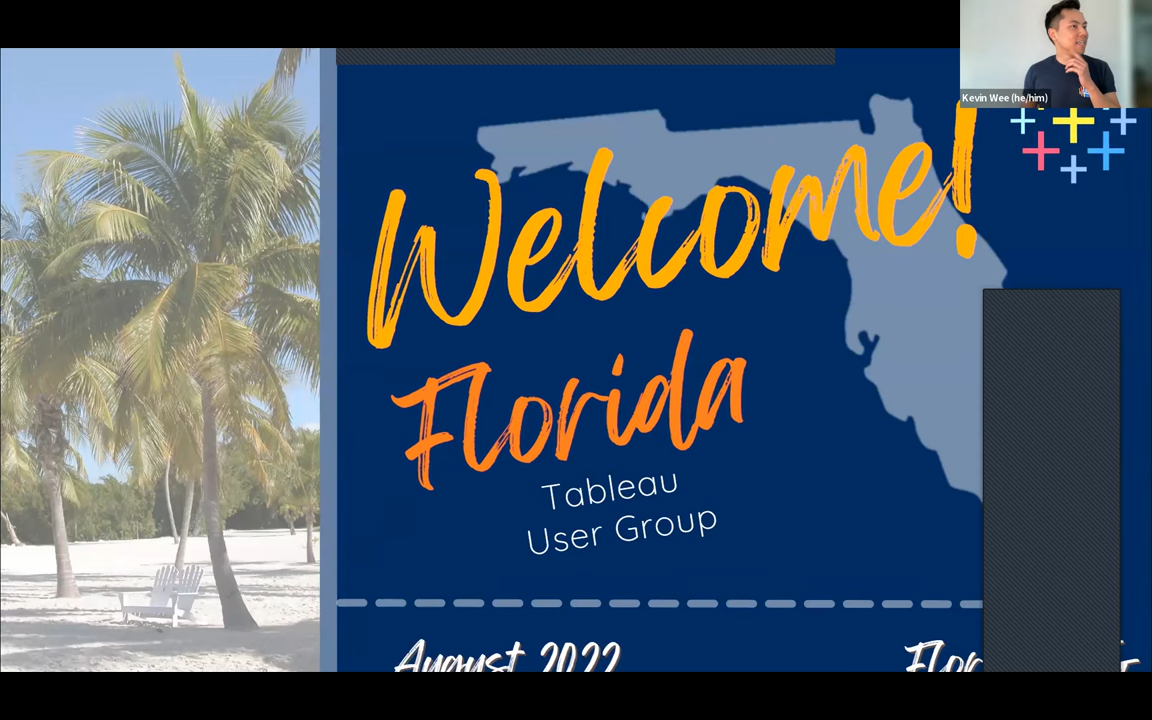 Kevin Wee (he/him)
Welcome!
Florida
Tableau
User Group
August 2022